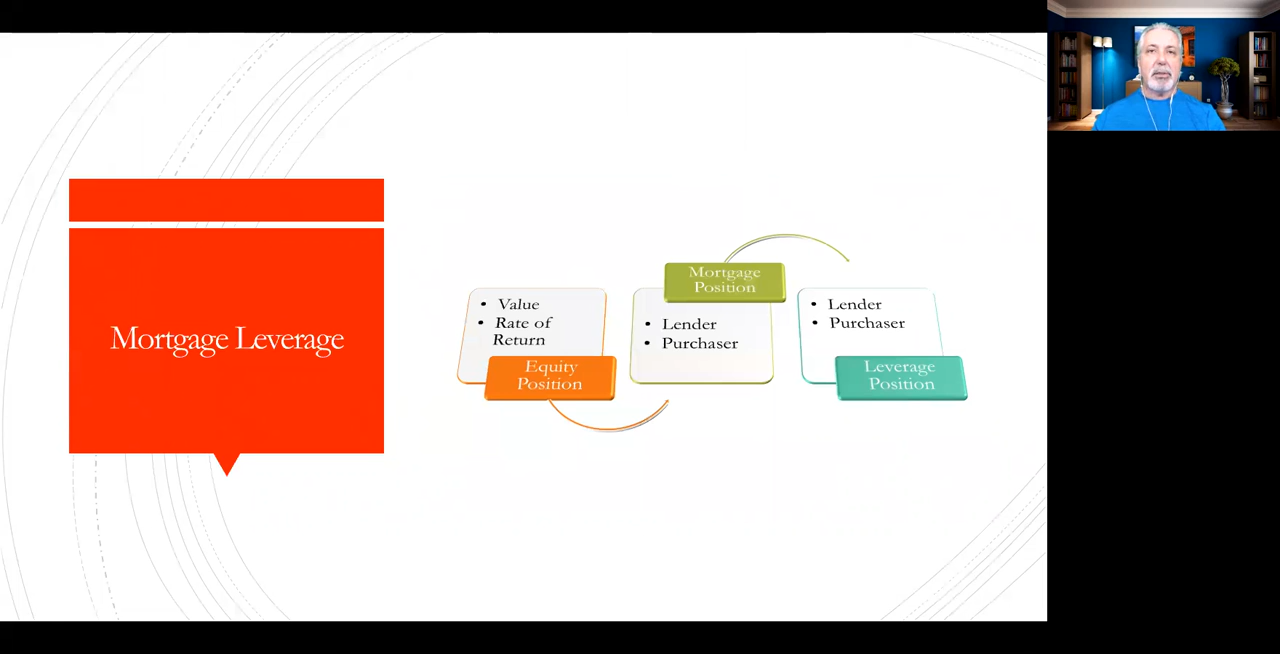 Mortgage Leverage
• Value
• Rate of
Return
Equity
Position
Mortgage
Position
• Lender
• Purchaser
• Lender
• Purchaser
Leverage
Position